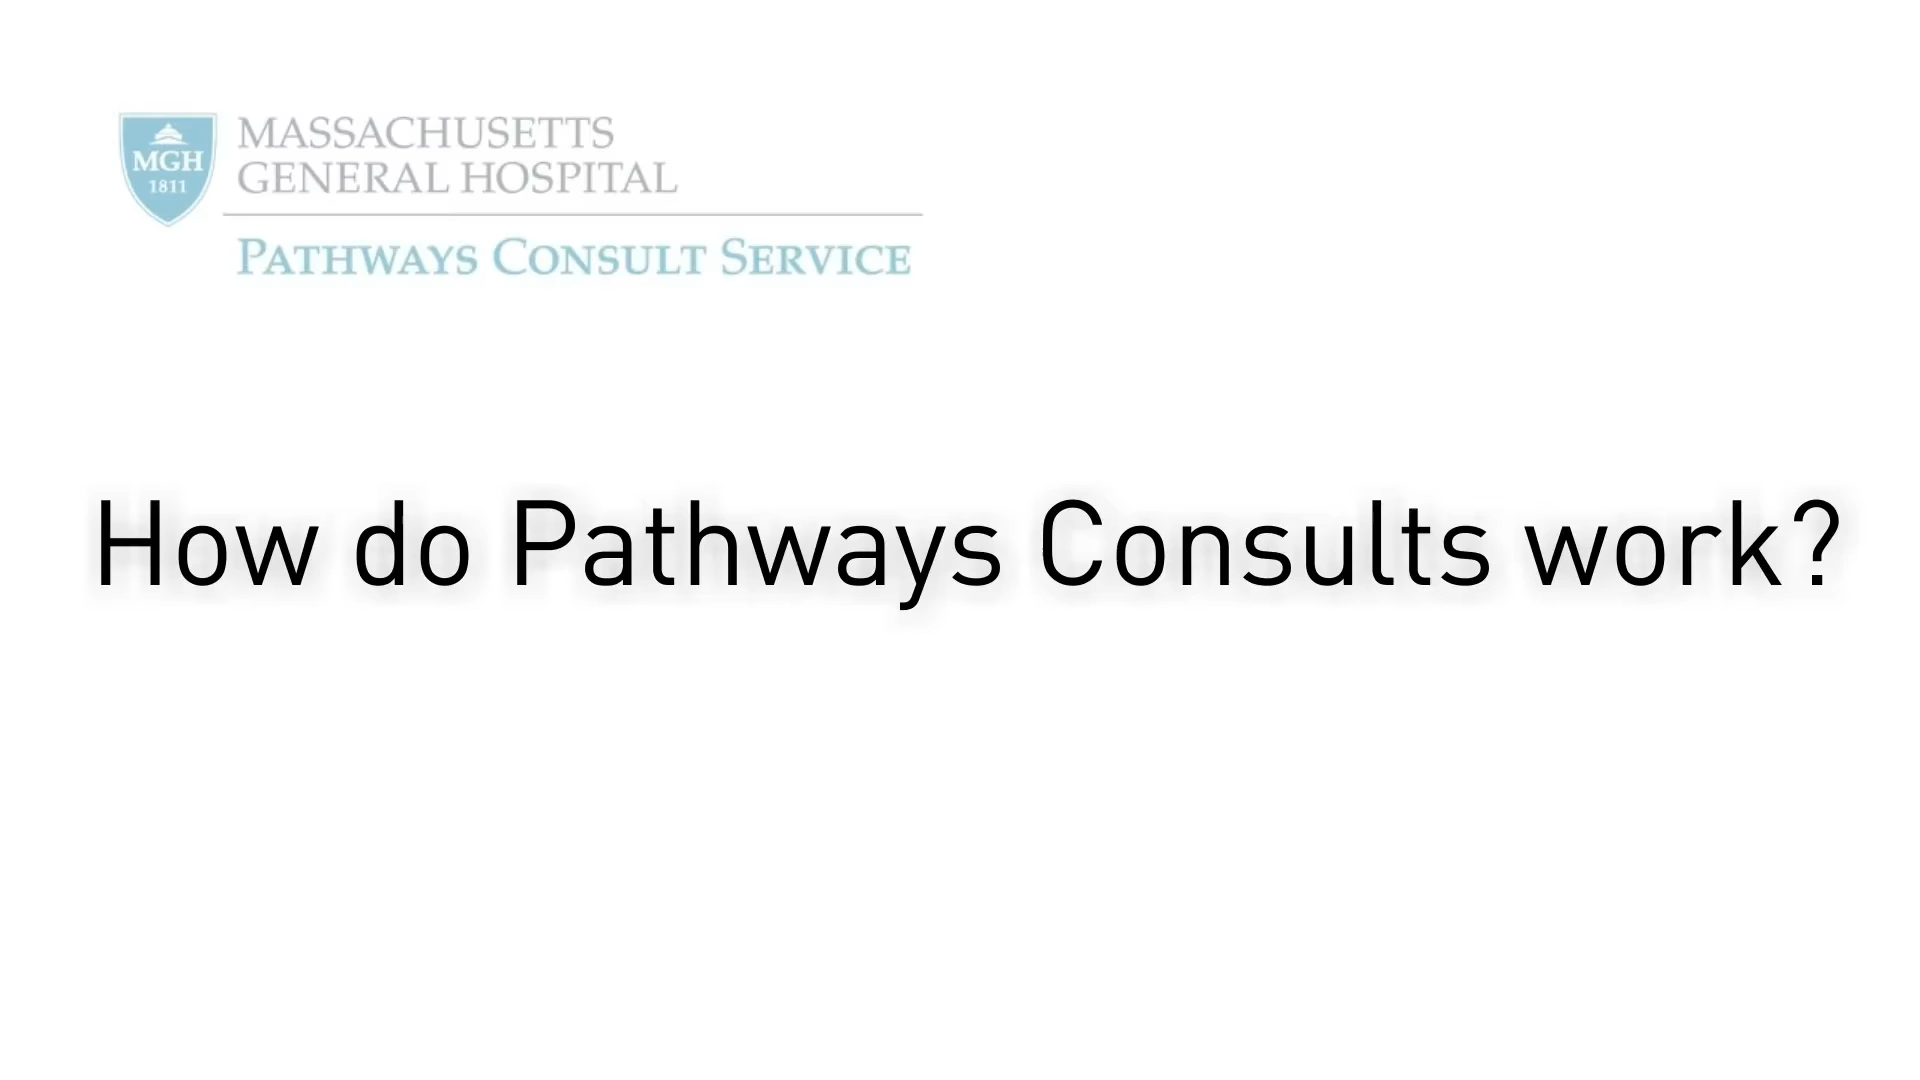 MGH
1811
MASSACHUSETTS
GENERAL HOSPITAL
PATHWAYS CONSULT SERVICE
How do Pathways Consults work?